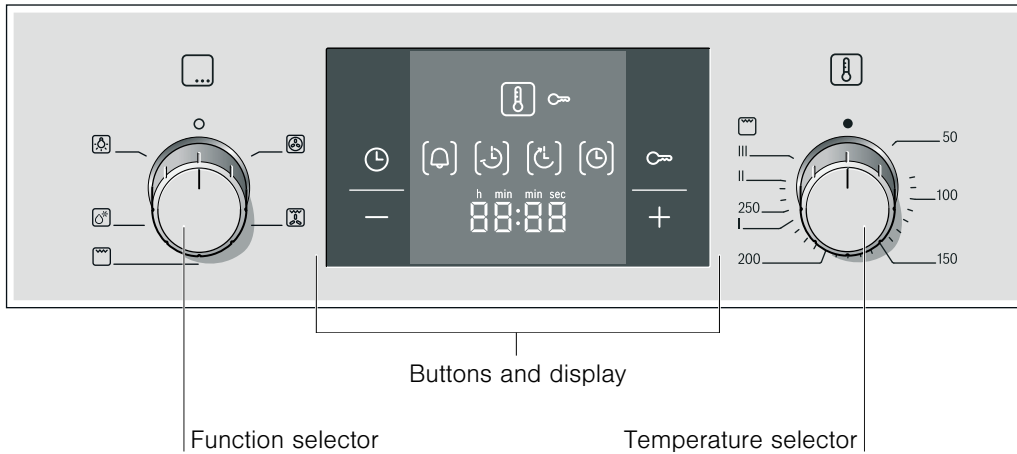 h min min sec
88:88
50
III
II
100
250
I
200
150
Buttons and display
Function selector
Temperature selector